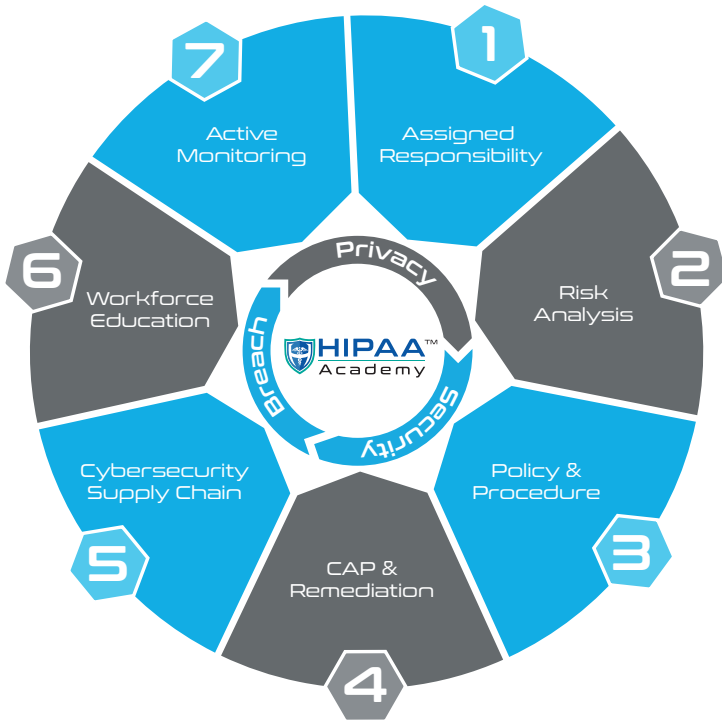 1
Assigned
Responsibility
2
Risk
Analysis
3
Policy &
Procedure
4
CAP &
Remediation
5
Cybersecurity
Supply Chain
6
Workforce
Education
7
Active
Monitoring
Privacy
Security
Breach
HIPAA™
Academy